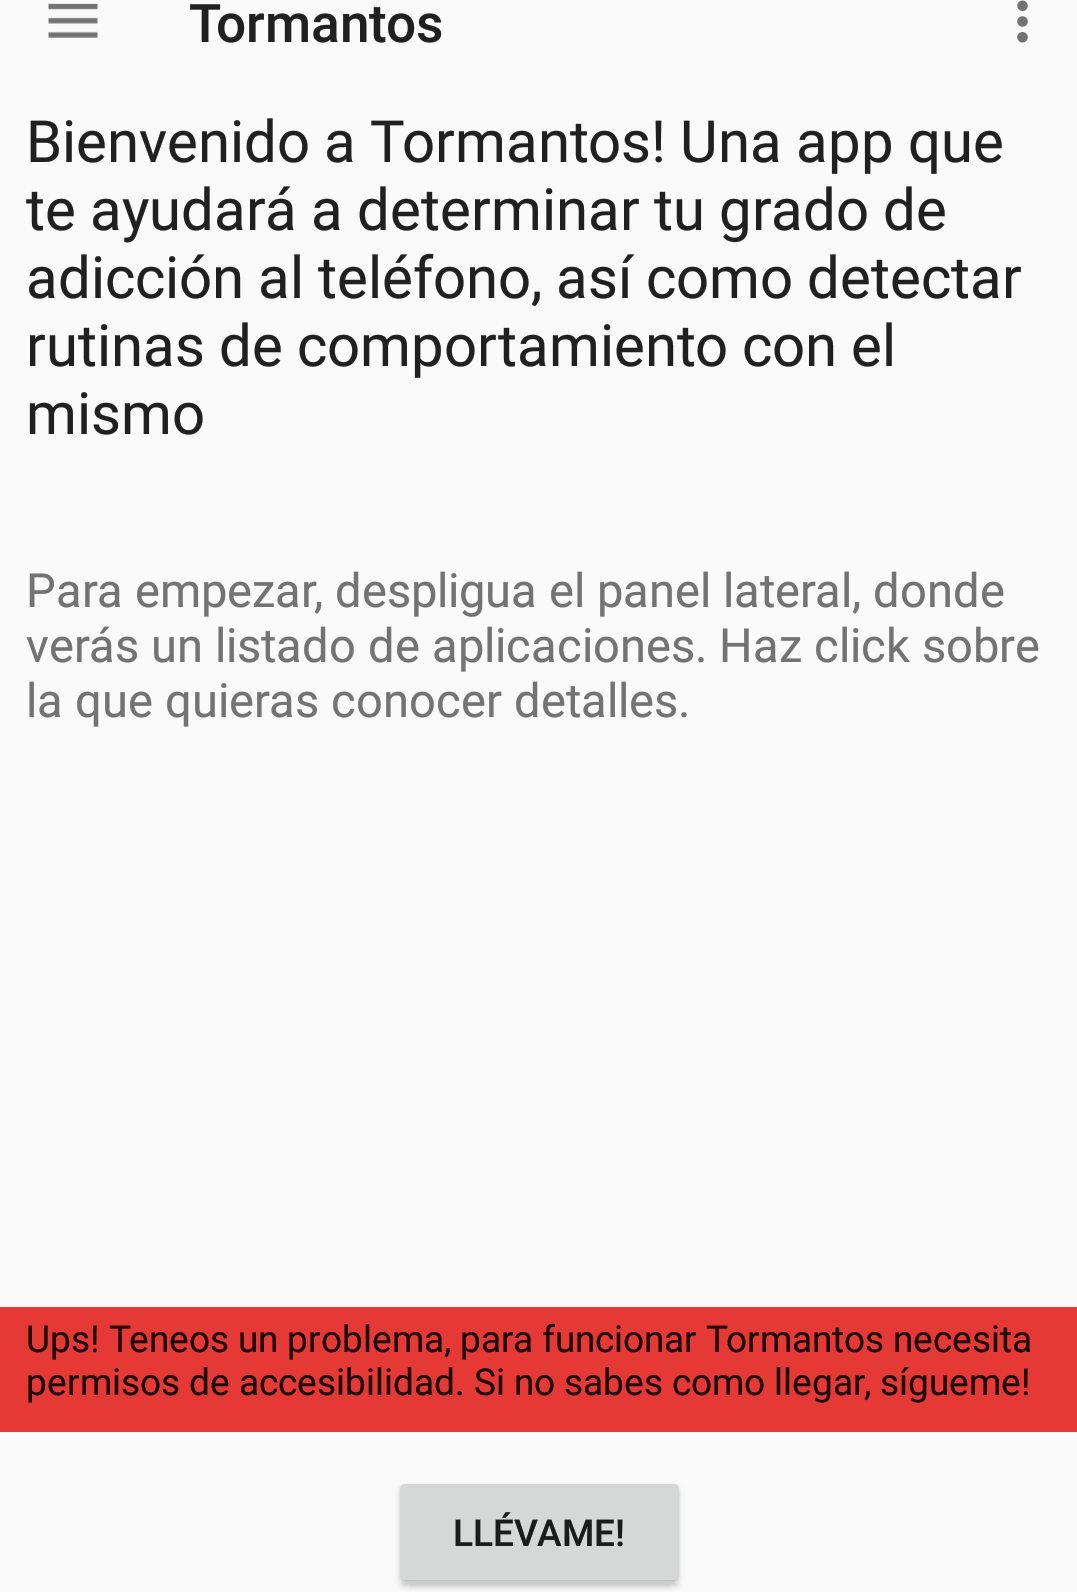 Tormantos
Bienvenido a Tormantos! Una app que
te ayudará a determinar tu grado de
adicción al teléfono, así como detectar
rutinas de comportamiento con el
mismo
Para empezar, despligua el panel lateral, donde
verás un listado de aplicaciones. Haz click sobre
la que quieras conocer detalles.
Ups! Teneos un problema, para funcionar Tormantos necesita
permisos de accesibilidad. Si no sabes como llegar, sígueme!
LLÉVAME!